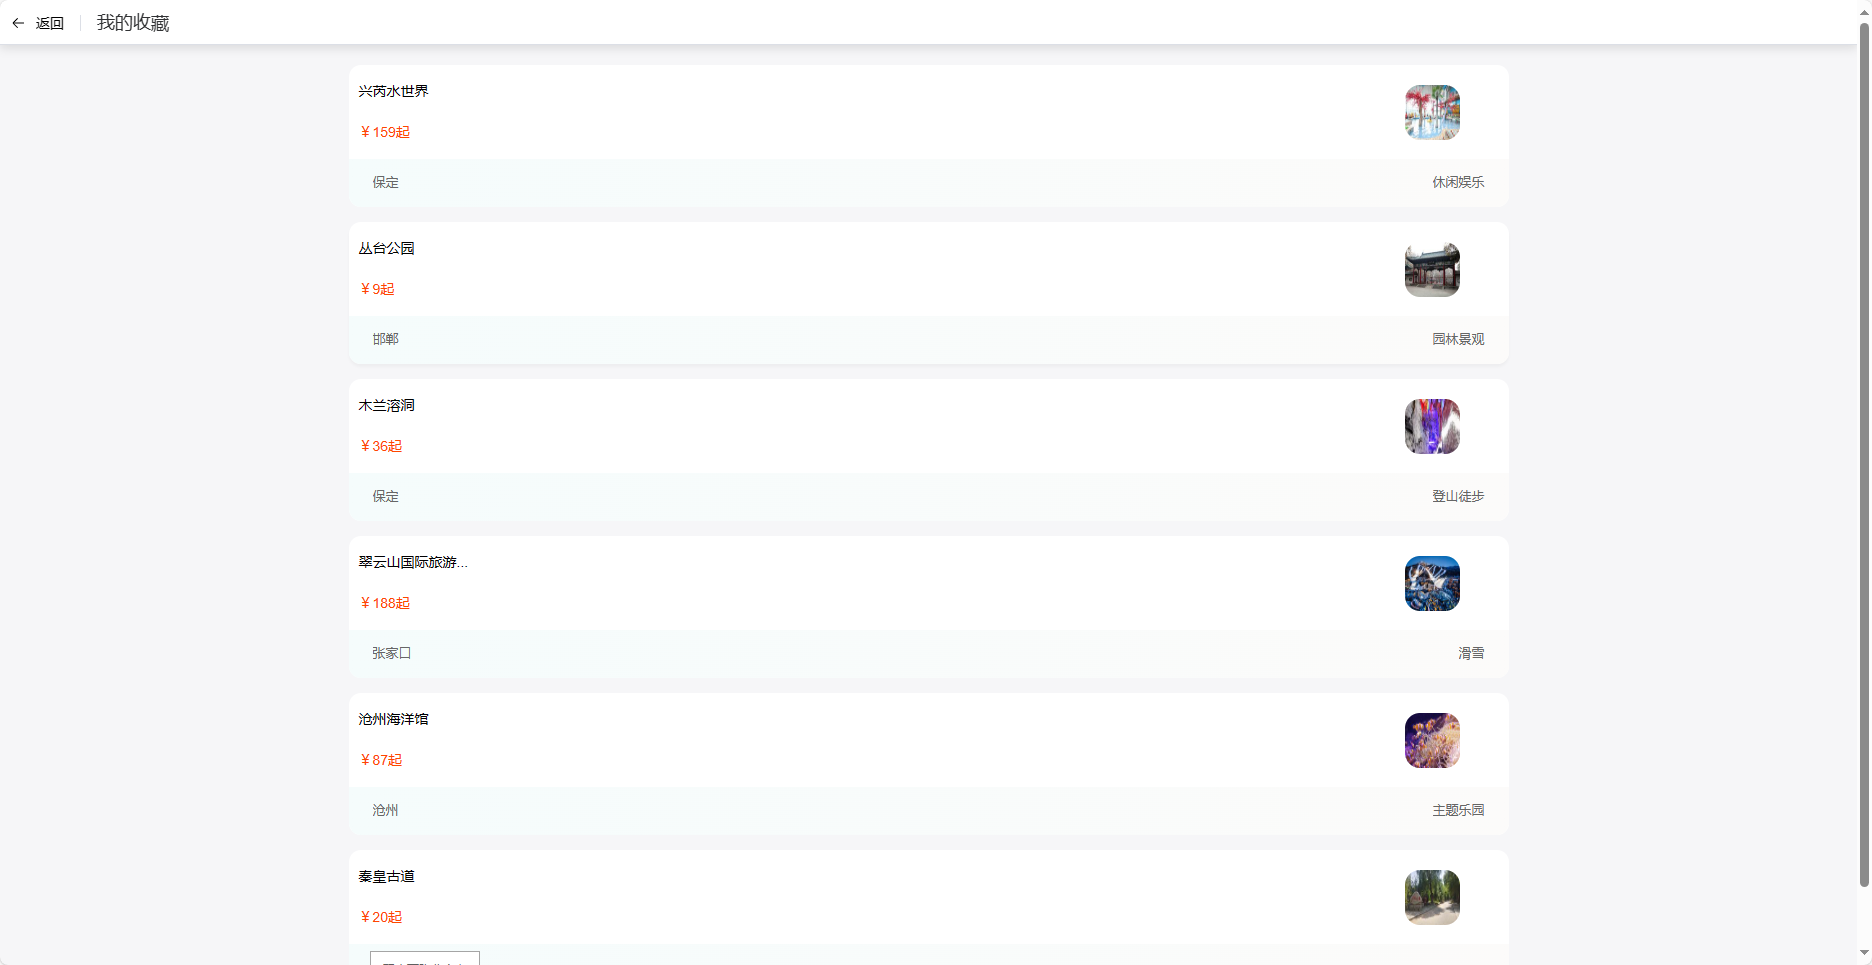 返回 我的收藏
兴芮水世界
￥159起
保定 休闲娱乐
丛台公园
￥9起
邯郸 园林景观
木兰溶洞
￥36起
保定 登山徒步
翠云山国际旅游...
￥188起
张家口 滑雪
沧州海洋馆
￥87起
沧州 主题乐园
秦皇古道
￥20起